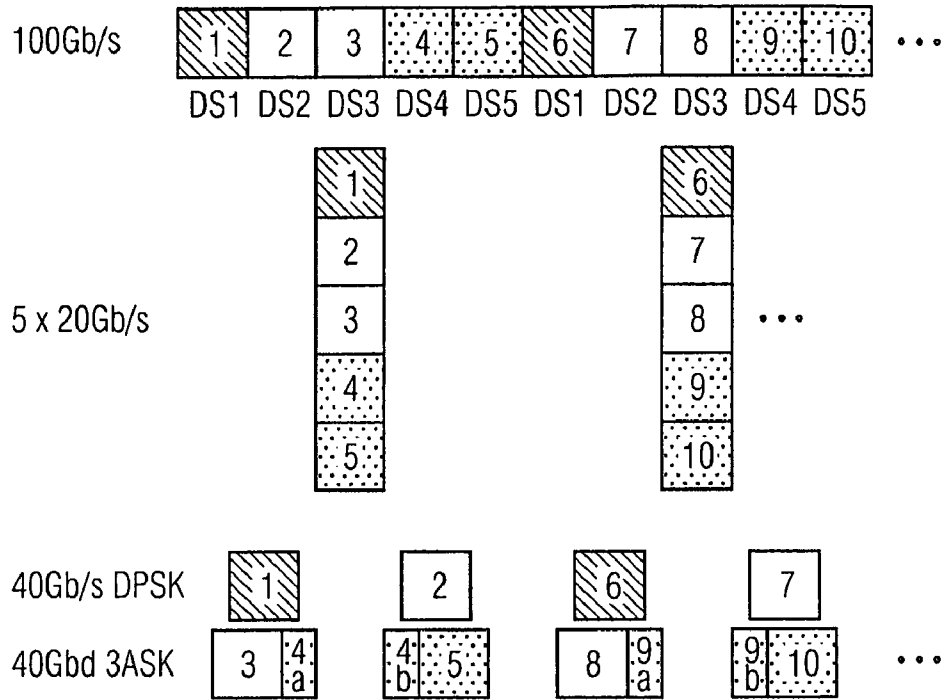 100Gb/s 1 2 3 4 5 6 7 8 9 10 ...
DS1 DS2 DS3 DS4 DS5 DS1 DS2 DS3 DS4 DS5
1 6
2 7
5 x 20Gb/s 3 8 ...
4 9
5 10
40Gb/s DPSK 1 2 6 7
40Gbd 3ASK 3 4a 4b 5 8 9a 9b 10 ...